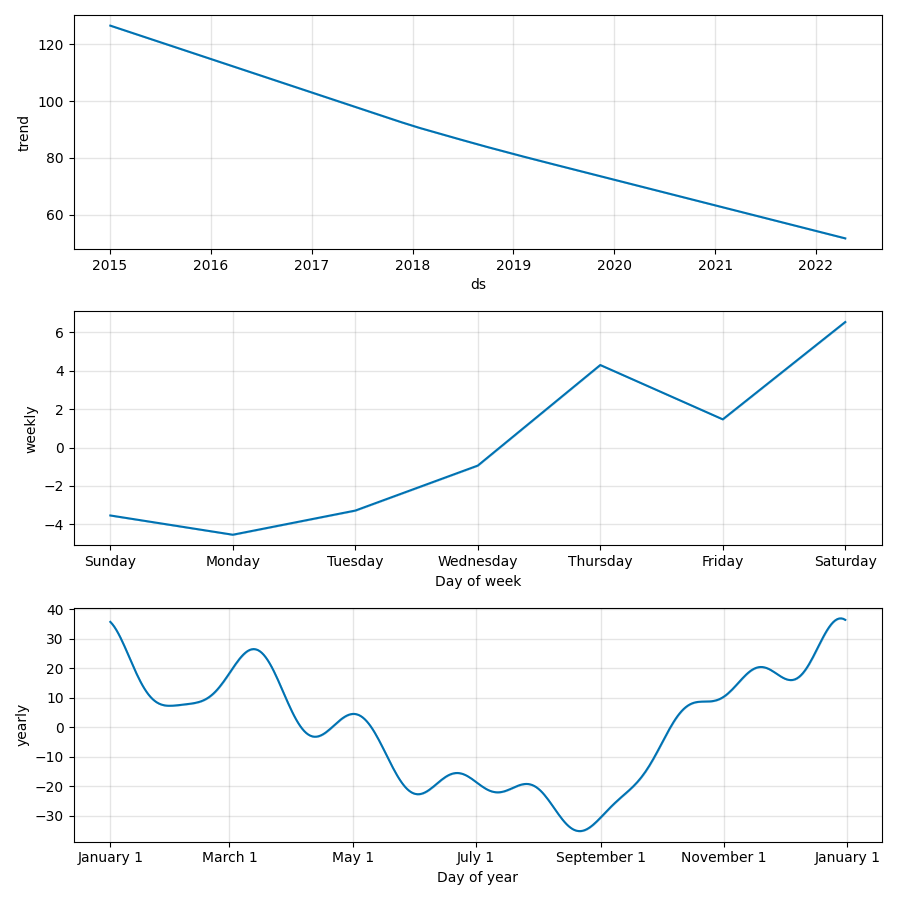 120
100
80
60
trend
2015 2016 2017 2018 2019 2020 2021 2022
ds
6
4
2
0
−2
−4
weekly
Sunday Monday Tuesday Wednesday Thursday Friday Saturday
Day of week
40
30
20
10
0
−10
−20
−30
yearly
January 1 March 1 May 1 July 1 September 1 November 1 January 1
Day of year